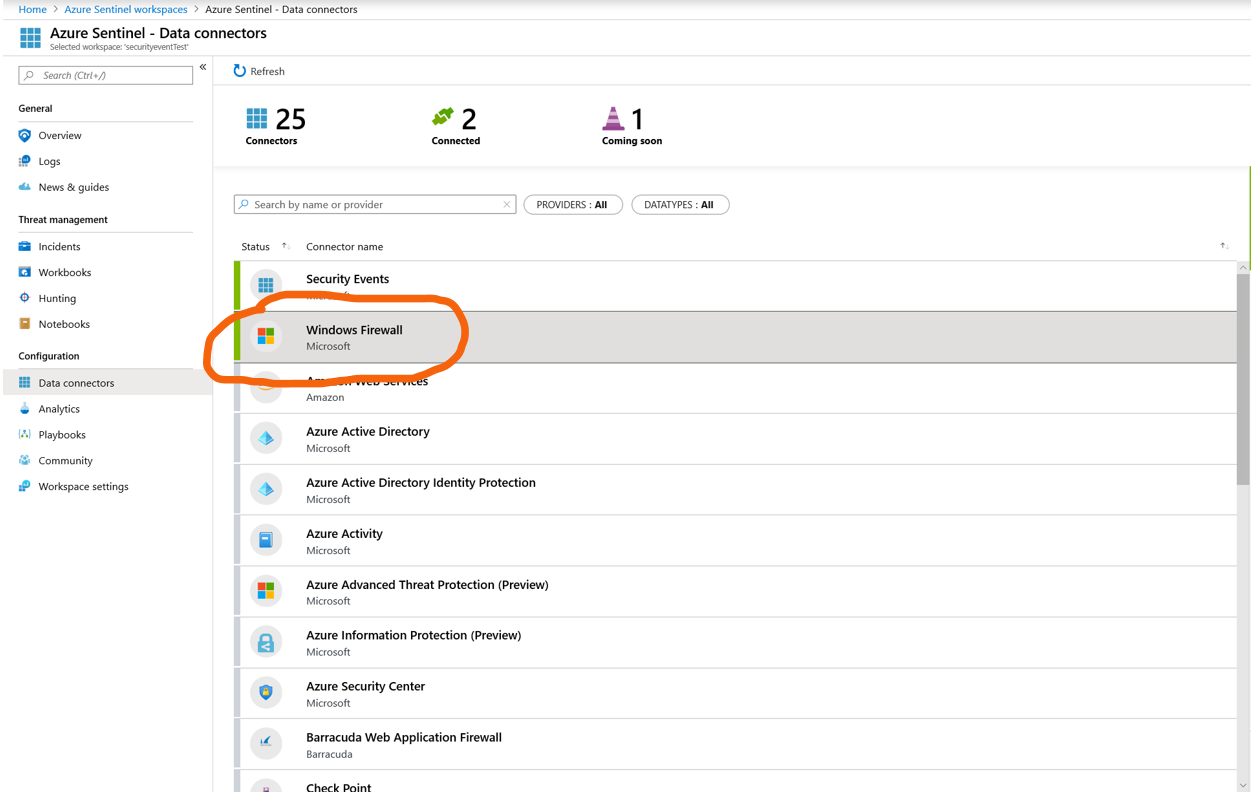 Home > Azure Sentinel workspaces > Azure Sentinel - Data connectors
Azure Sentinel - Data connectors
Selected workspace: 'securityeventTest'
Search (Ctrl+/)
«
General
Overview
Logs
News & guides
Threat management
Incidents
Workbooks
Hunting
Notebooks
Configuration
Data connectors
Analytics
Playbooks
Community
Workspace settings
Refresh
25
Connectors
2
Connected
1
Coming soon
Search by name or provider
PROVIDERS : All
DATATYPES : All
Status
Connector name
Security Events
Microsoft
Windows Firewall
Microsoft
Amazon Web Services
Amazon
Azure Active Directory
Microsoft
Azure Active Directory Identity Protection
Microsoft
Azure Activity
Microsoft
Azure Advanced Threat Protection (Preview)
Microsoft
Azure Information Protection (Preview)
Microsoft
Azure Security Center
Microsoft
Barracuda Web Application Firewall
Barracuda
Check Point